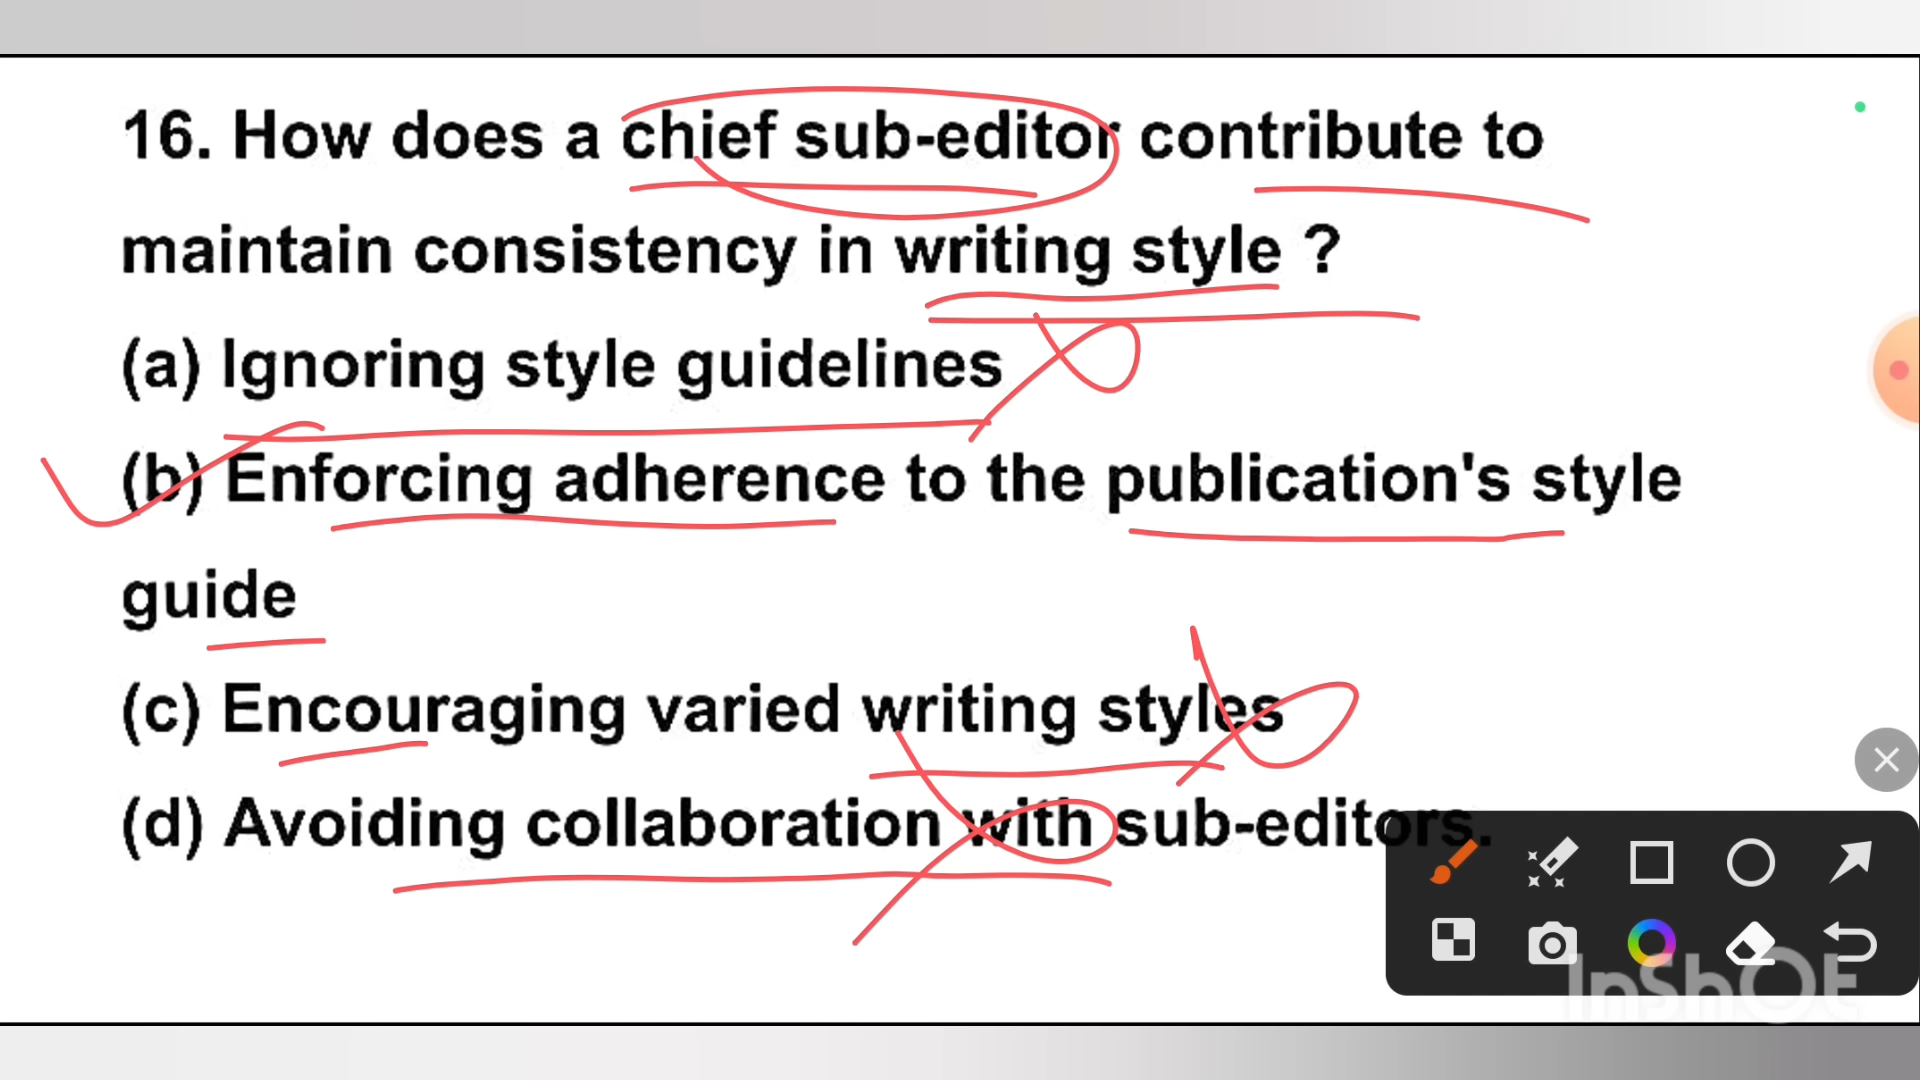 16. How does a chief sub-editor contribute to
maintain consistency in writing style ?
(a) Ignoring style guidelines
(b) Enforcing adherence to the publication's style
guide
(c) Encouraging varied writing styles
(d) Avoiding collaboration with sub-editors.
InShOt